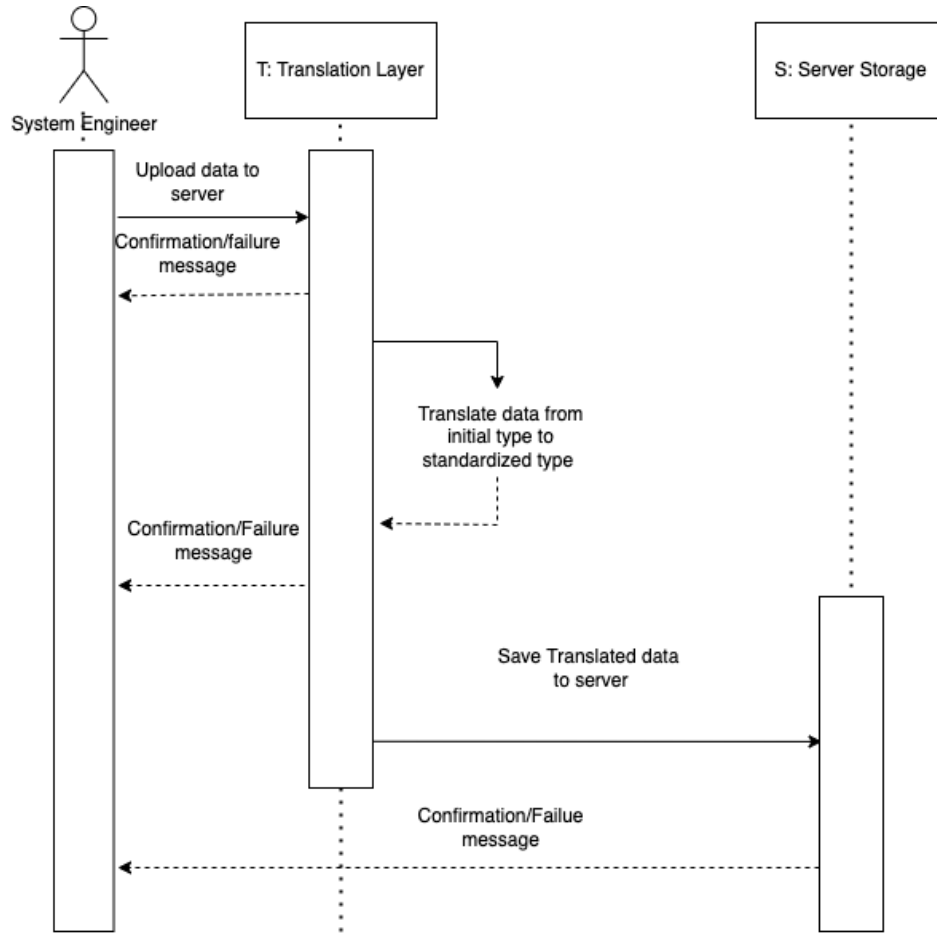 T: Translation Layer
S: Server Storage
System Engineer
Upload data to
server
Confirmation/failure
message
Translate data from
initial type to
standardized type
Confirmation/Failure
message
Save Translated data
to server
Confirmation/Failue
message